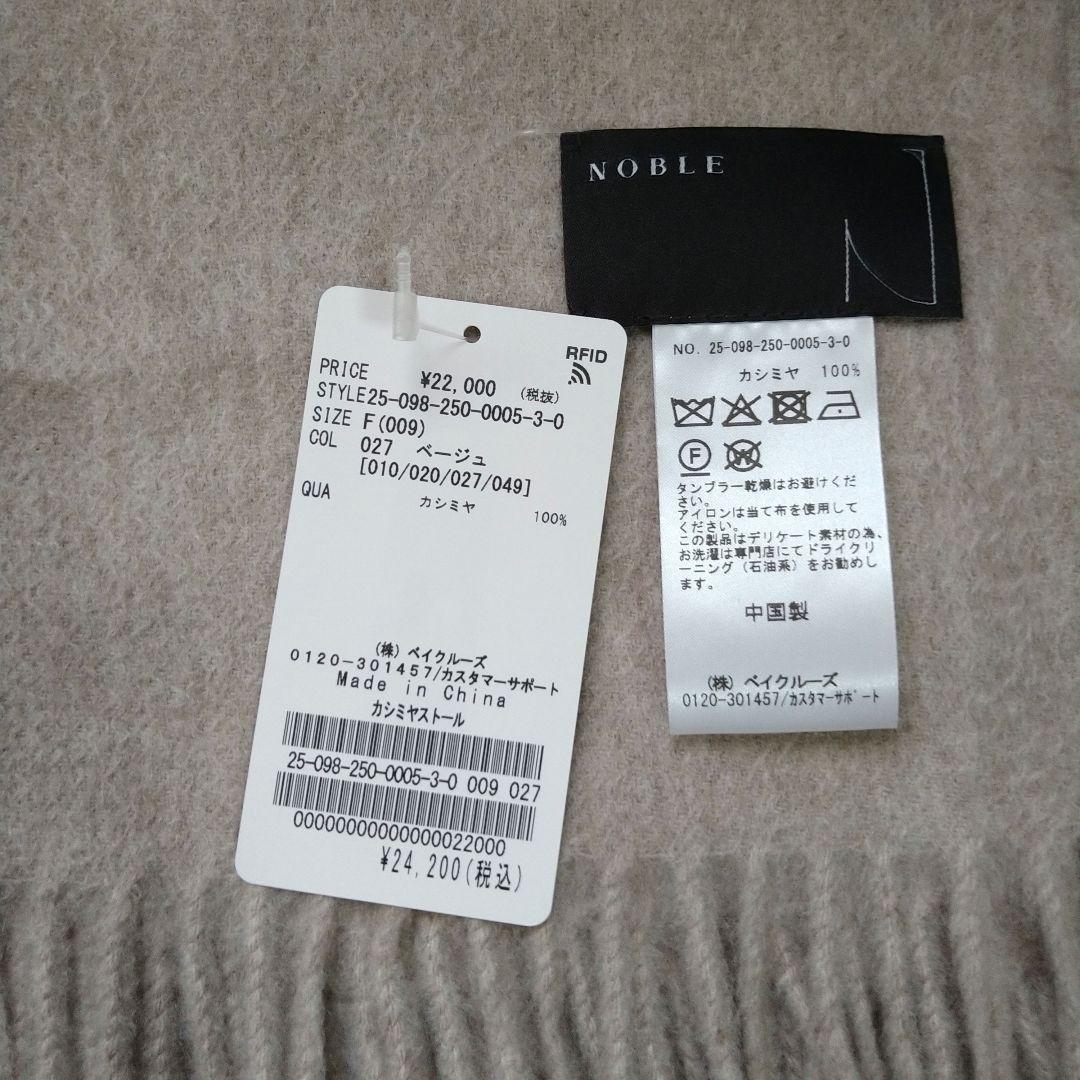 NOBLE
RFID
PRICE ¥22,000 (税抜)
STYLE25-098-250-0005-3-0
SIZE F(009)
COL 027 ベージュ
[010/020/027/049]
QUA カシミヤ 100%
(株) ベイクルーズ
0120-301457/カスタマーサポート
Made in China
カシミヤストール
25-098-250-0005-3-0 009 027
00000000000000022000
¥24,200(税込)
NO. 25-098-250-0005-3-0
カシミヤ 100%
F
W
タンブラー乾燥はお避けくだ
さい。
アイロンは当て布を使用して
ください。
この製品はデリケート素材の為、
お洗濯は専門店にてドライクリ
ーニング(石油系)をお勧めし
ます。
中国製
(株) ベイクルーズ
0120-301457/カスタマーサポート